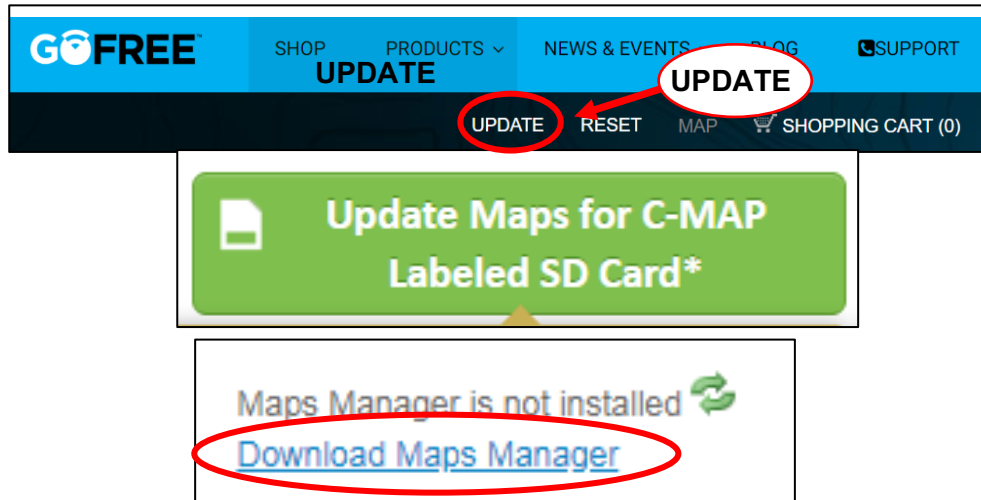 GOFREE™ SHOP PRODUCTS NEWS & EVENTS BLOG SUPPORT
UPDATE
UPDATE
UPDATE RESET MAP SHOPPING CART (0)
Update Maps for C-MAP
Labeled SD Card*
Maps Manager is not installed
Download Maps Manager